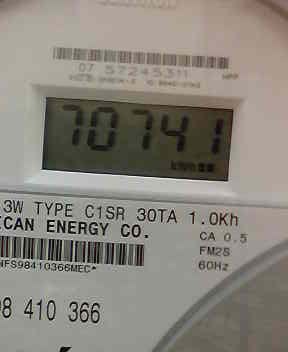 07 57245311
70741
3W TYPE C1SR 30TA 1.0Kh
ICAN ENERGY CO.
CA 0.5
FM2S
60Hz
NFS98410366MEC*
98 410 366